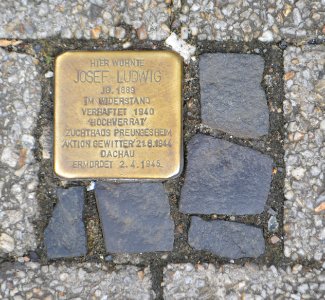 HIER WOHNTE
JOSEF LUDWIG
JG. 1889
IM WIDERSTAND
VERHAFTET 1940
'HOCHVERRAT'
ZUCHTHAUS PREUNGESHEIM
AKTION GEWITTER 21.8.1944
DACHAU
ERMORDET 2.4.1945